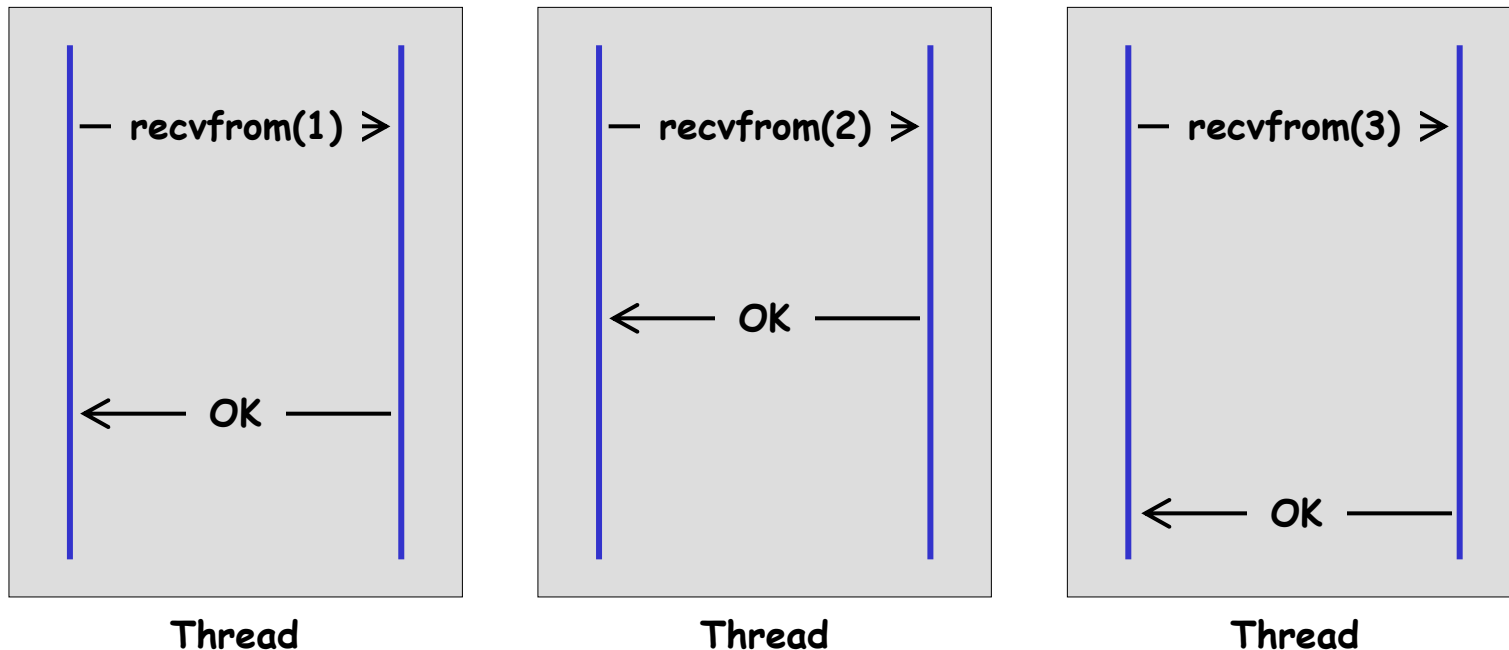 recvfrom(1)
OK
Thread
recvfrom(2)
OK
Thread
recvfrom(3)
OK
Thread